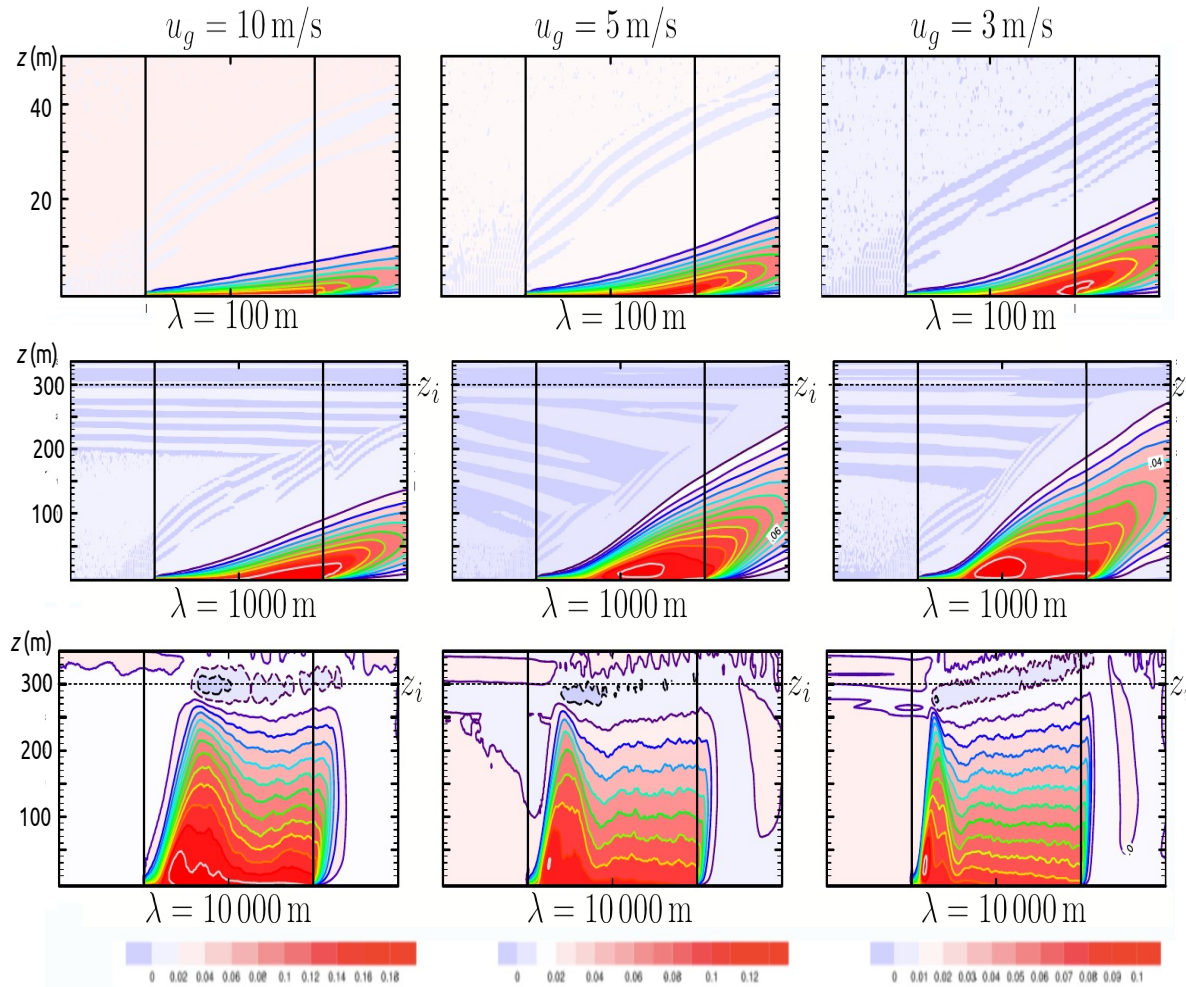 u_g = 10 m/s u_g = 5 m/s u_g = 3 m/s
z (m)
40
20
λ = 100 m λ = 100 m λ = 100 m
z (m)
300 z_i z_i z
200
.04
100
.06
λ = 1000 m λ = 1000 m λ = 1000 m
z (m)
300 z_i z_i z
200
100
.0
λ = 10 000 m λ = 10 000 m λ = 10 000 m
0 0.02 0.04 0.06 0.08 0.1 0.12 0.14 0.16 0.18 0 0.02 0.04 0.06 0.08 0.1 0.12 0 0.01 0.02 0.03 0.04 0.05 0.06 0.07 0.08 0.09 0.1